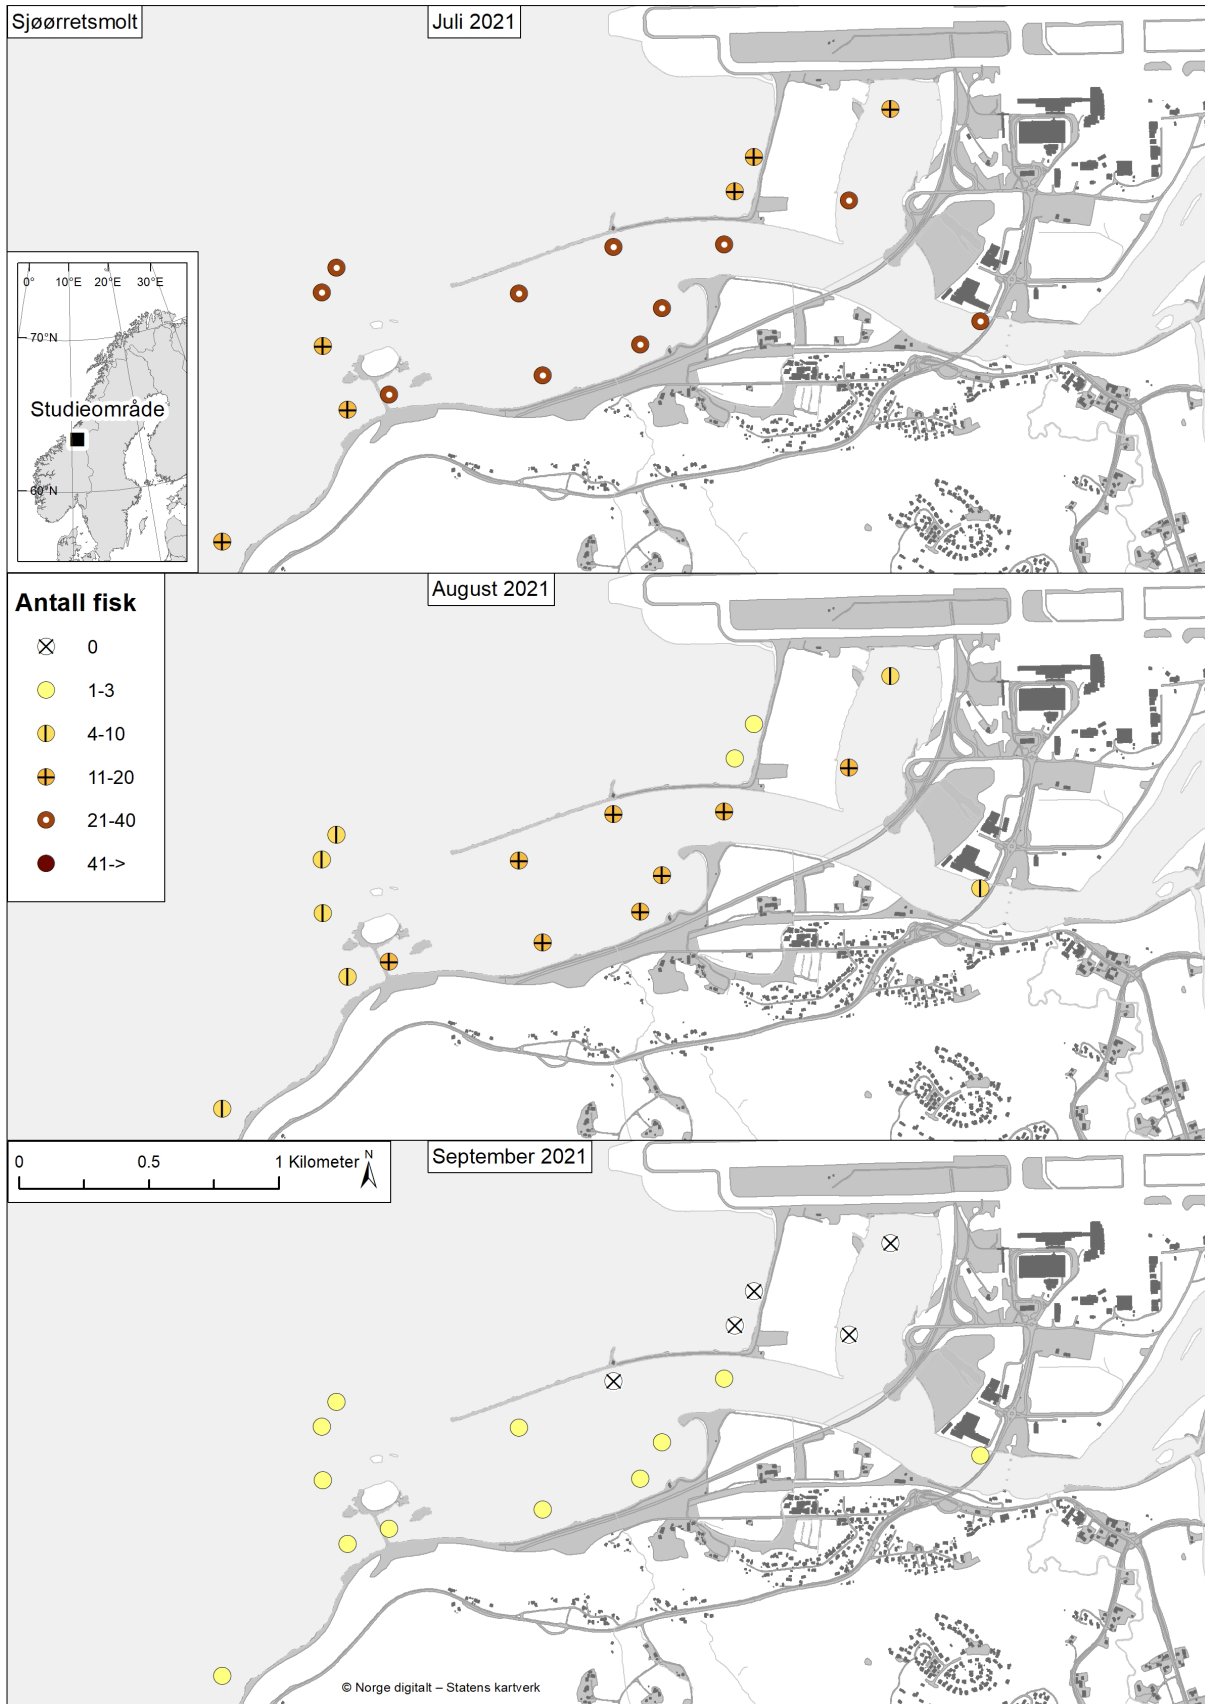 Sjøørretsmolt
Juli 2021
0° 10°E 20°E 30°E
70°N
Studieområde
60°N
August 2021
Antall fisk
0
1-3
4-10
11-20
21-40
41->
September 2021
0 0.5 1 Kilometer N
© Norge digitalt – Statens kartverk